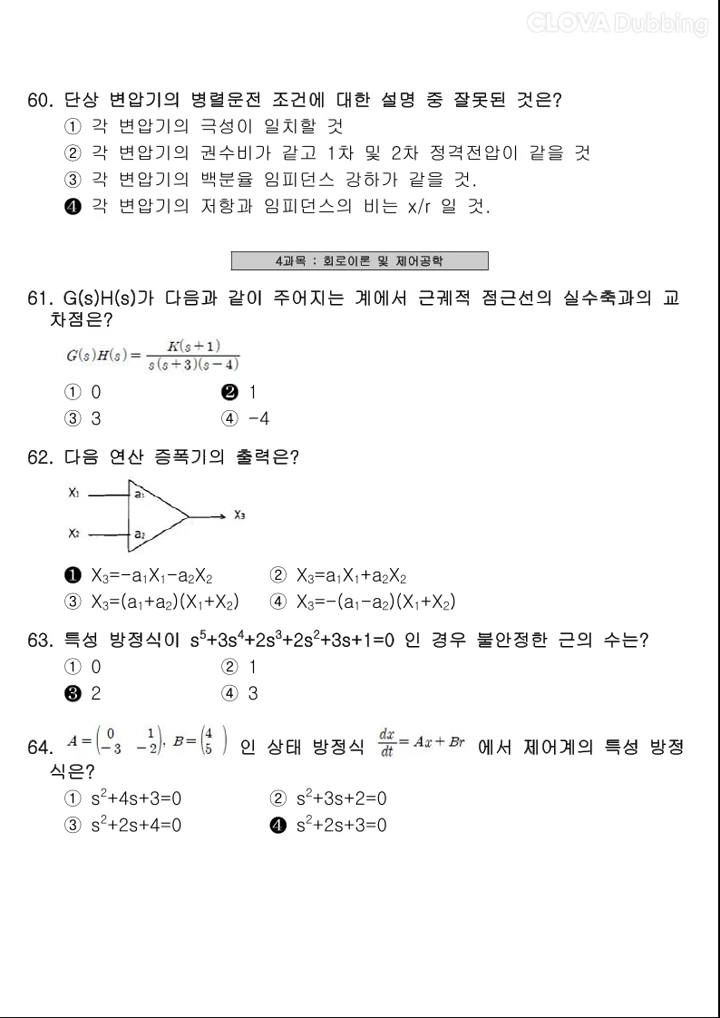 CLOVA Dubbing
60. 단상 변압기의 병렬운전 조건에 대한 설명 중 잘못된 것은?
① 각 변압기의 극성이 일치할 것
② 각 변압기의 권수비가 같고 1차 및 2차 정격전압이 같을 것
③ 각 변압기의 백분율 임피던스 강하가 같을 것.
❹ 각 변압기의 저항과 임피던스의 비는 x/r 일 것.
4과목 : 회로이론 및 제어공학
61. G(s)H(s)가 다음과 같이 주어지는 계에서 근궤적 점근선의 실수축과의 교
차점은?
G(s)H(s) = K(s+1) / s(s+3)(s-4)
① 0 ❷ 1
③ 3 ④ -4
62. 다음 연산 증폭기의 출력은?
X₁ a₁
X₃
X₂ a₂
❶ X₃=-a₁X₁-a₂X₂ ② X₃=a₁X₁+a₂X₂
③ X₃=(a₁+a₂)(X₁+X₂) ④ X₃=-(a₁-a₂)(X₁+X₂)
63. 특성 방정식이 s⁵+3s⁴+2s³+2s²+3s+1=0 인 경우 불안정한 근의 수는?
① 0 ② 1
❸ 2 ④ 3
64. A=(0 1 -3 -2), B=(4 5) 인 상태 방정식 dx/dt = Ax + Br 에서 제어계의 특성 방정
식은?
① s²+4s+3=0 ② s²+3s+2=0
③ s²+2s+4=0 ❹ s²+2s+3=0